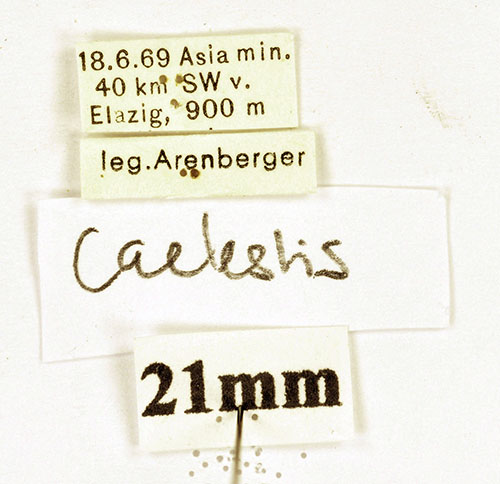 18.6.69 Asia min.
40 km SW v.
Elazig, 900 m
leg.Arenberger
Caelestis
21mm